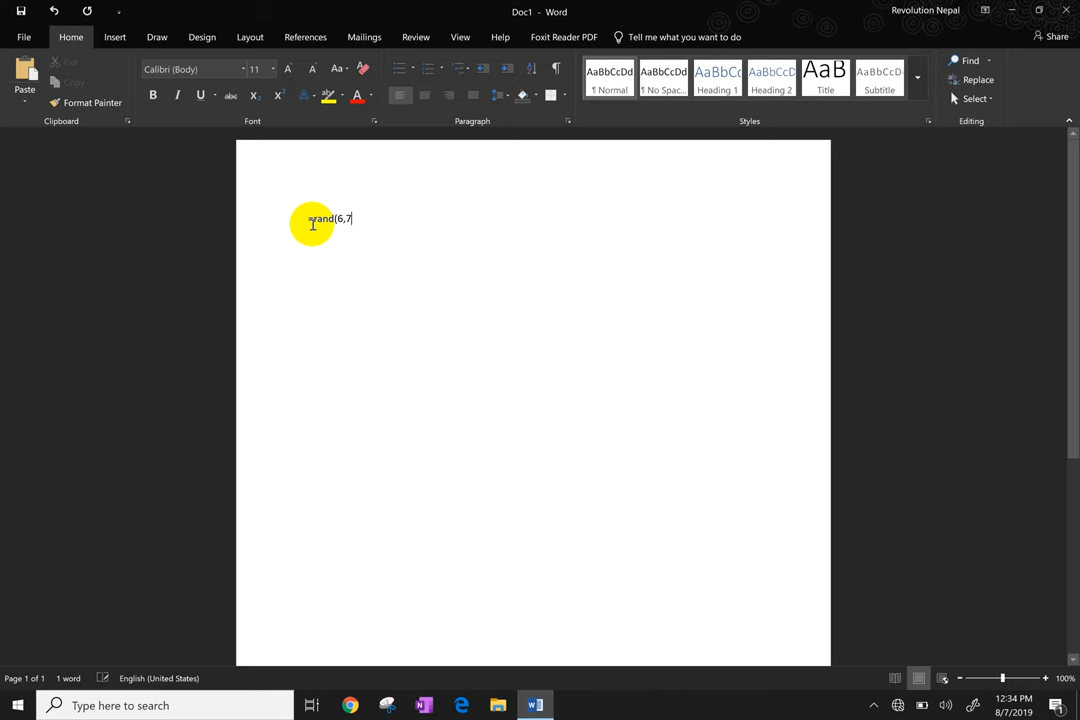 Doc1 - Word
Revolution Nepal
File Home Insert Draw Design Layout References Mailings Review View Help Foxit Reader PDF Tell me what you want to do Share
Paste
Cut
Copy
Format Painter
Clipboard
Calibri (Body) 11
Font
Paragraph
AaBbCcDd AaBbCcDd AaBbCc AaBbCcDd AaB AaBbCcD
¶ Normal ¶ No Spac... Heading 1 Heading 2 Title Subtitle
Styles
Find
Replace
Select
Editing
=rand(6,7
Page 1 of 1 1 word English (United States) 100%
Type here to search
12:34 PM
8/7/2019